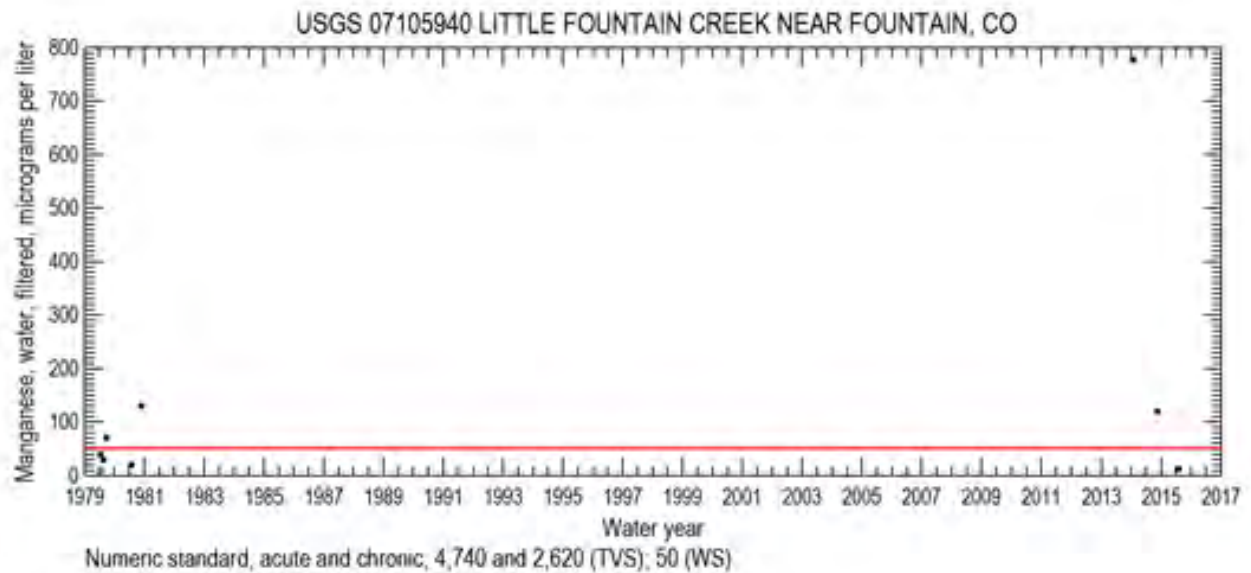 USGS 07105940 LITTLE FOUNTAIN CREEK NEAR FOUNTAIN, CO
Manganese, water, filtered, micrograms per liter
800
700
600
500
400
300
200
100
0
1979 1981 1983 1985 1987 1989 1991 1993 1995 1997 1999 2001 2003 2005 2007 2009 2011 2013 2015 2017
Water year
Numeric standard, acute and chronic, 4,740 and 2,620 (TVS); 50 (WS)